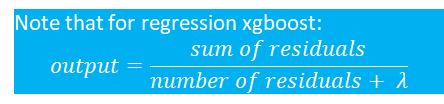 Note that for regression xgboost:
output = sum of residuals / number of residuals + λ